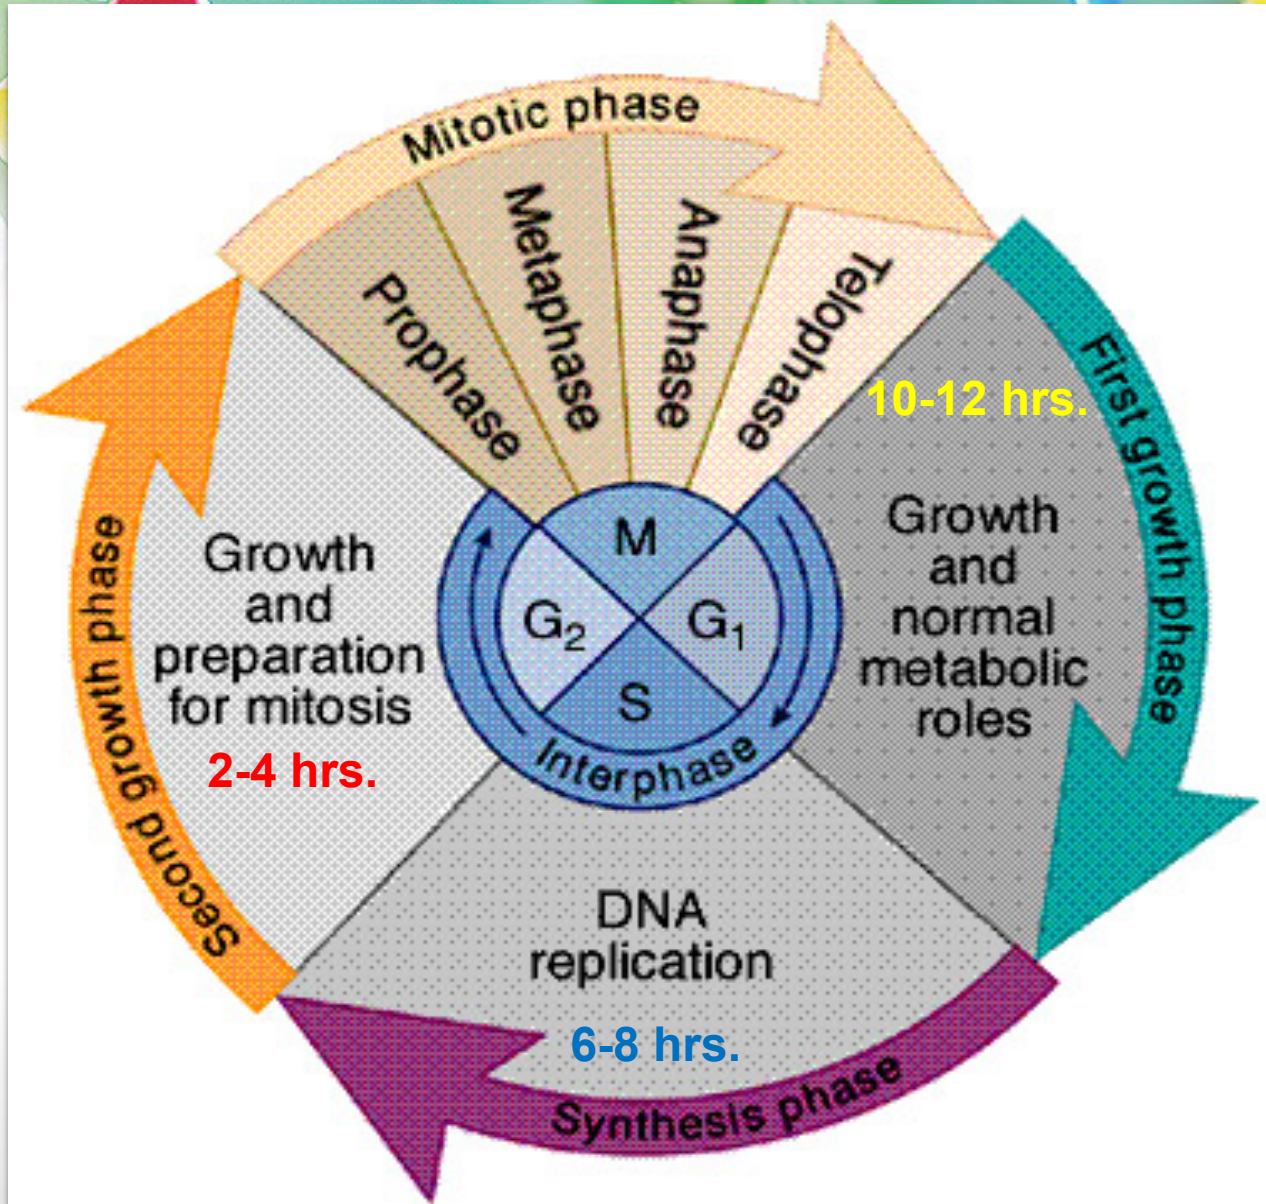 Mitotic phase
Prophase
Metaphase
Anaphase
Telophase
First growth phase
10-12 hrs.
Growth
and
normal
metabolic
roles
M
G₂
G₁
S
Interphase
Growth
and
preparation
for mitosis
2-4 hrs.
Second growth phase
DNA
replication
6-8 hrs.
Synthesis phase